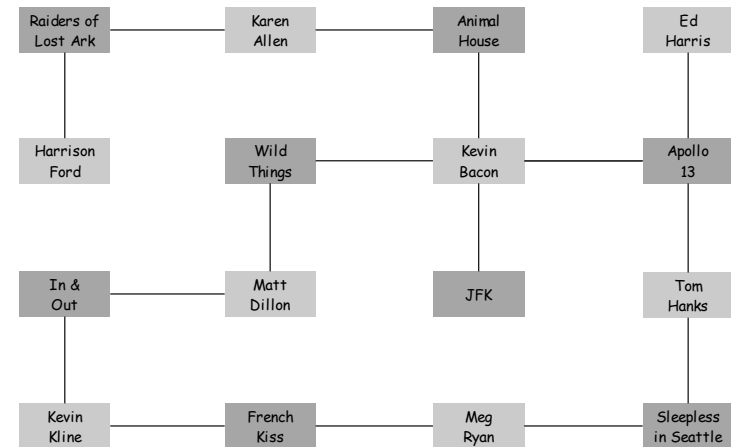 Raiders of
Lost Ark
Karen
Allen
Animal
House
Ed
Harris
Harrison
Ford
Wild
Things
Kevin
Bacon
Apollo
13
In &
Out
Matt
Dillon
JFK
Tom
Hanks
Kevin
Kline
French
Kiss
Meg
Ryan
Sleepless
in Seattle